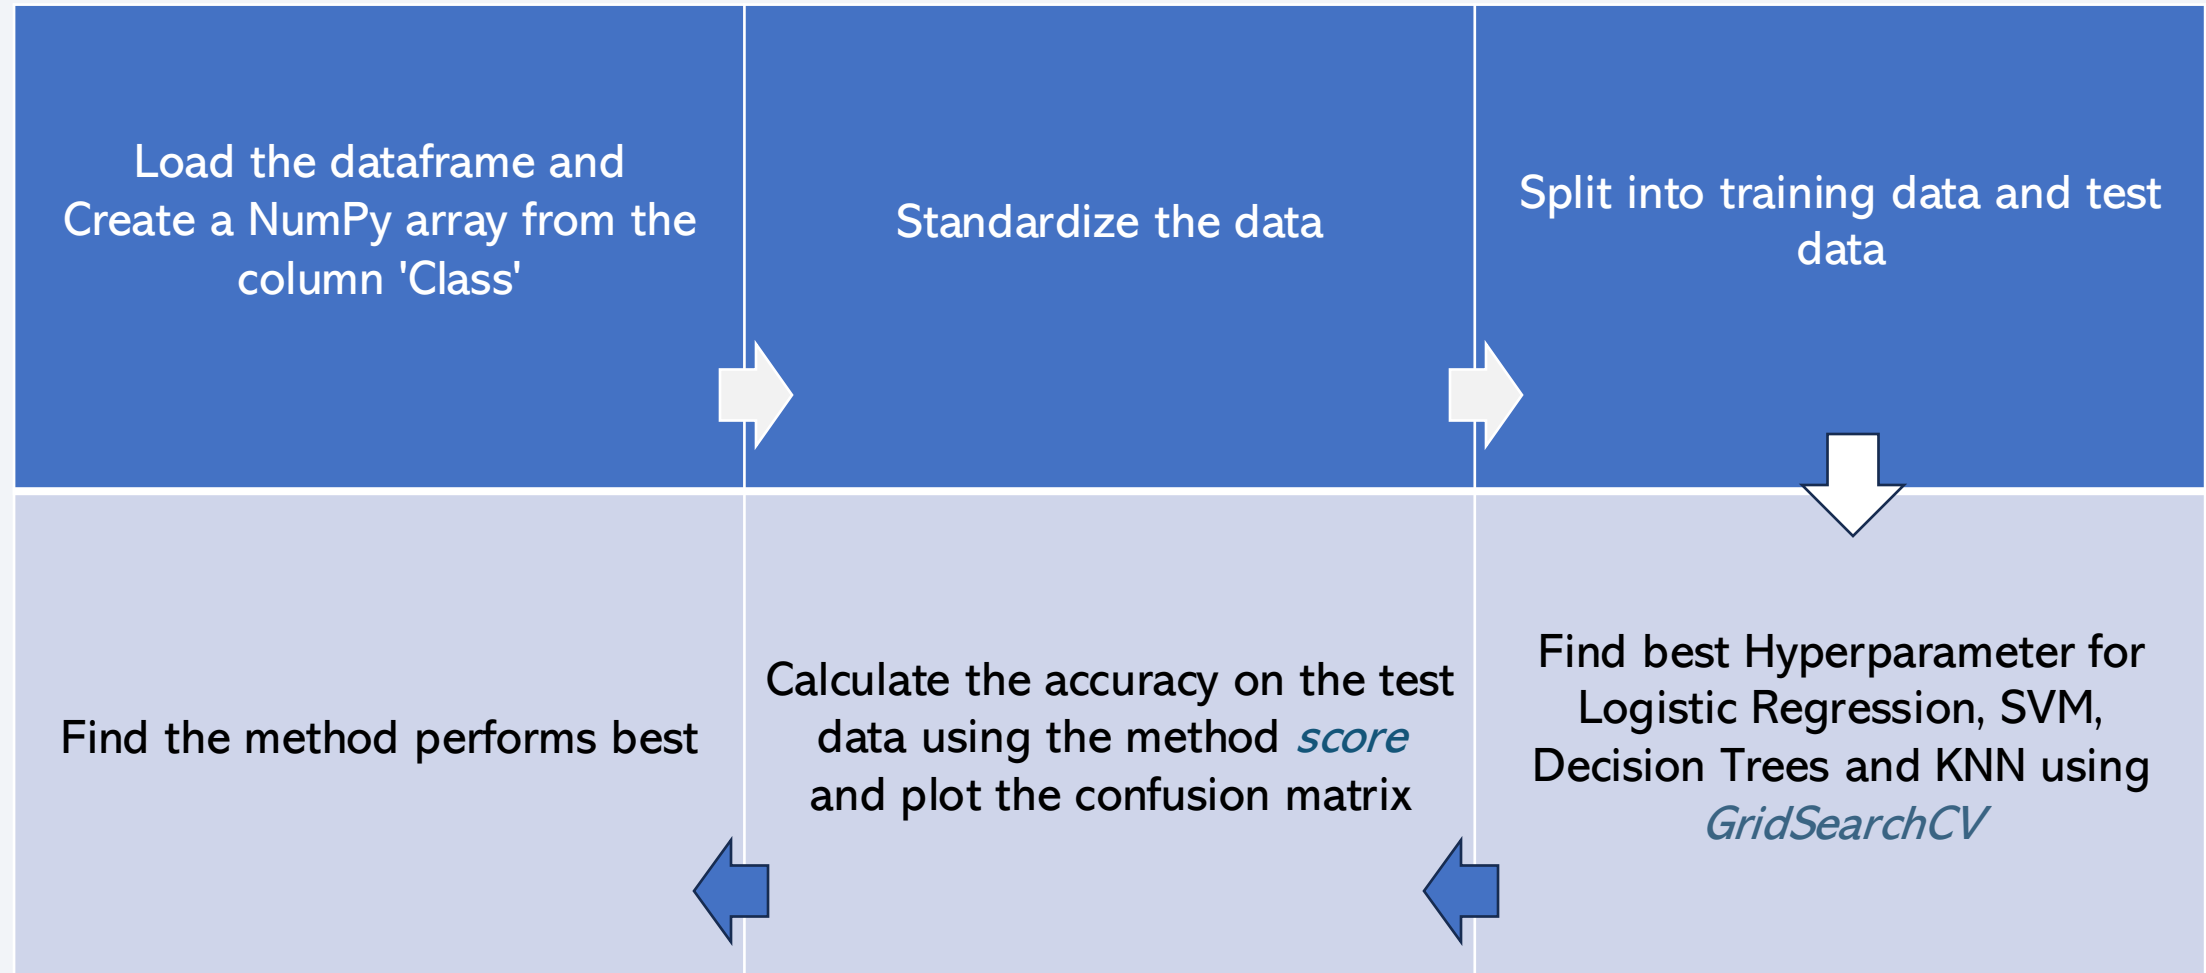 Load the dataframe and
Create a NumPy array from the
column 'Class'
Standardize the data
Split into training data and test
data
Find best Hyperparameter for
Logistic Regression, SVM,
Decision Trees and KNN using
GridSearchCV
Calculate the accuracy on the test
data using the method score
and plot the confusion matrix
Find the method performs best